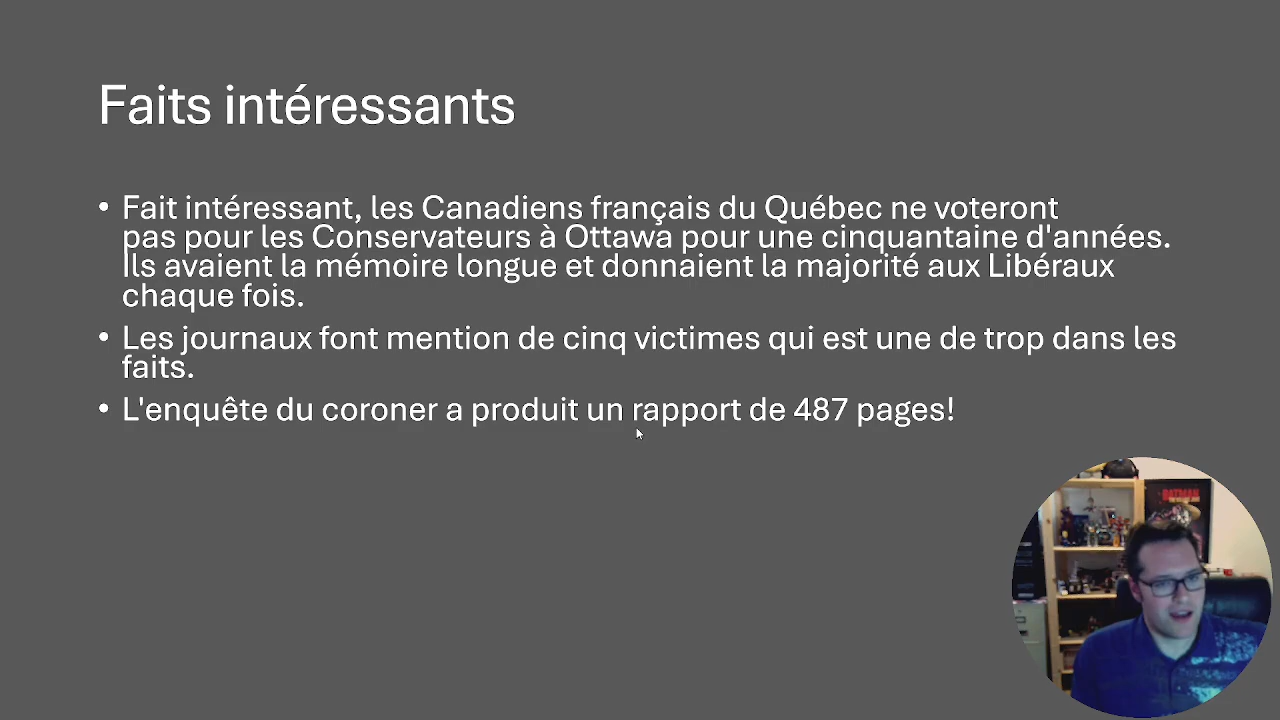 Faits intéressants
• Fait intéressant, les Canadiens français du Québec ne voteront
pas pour les Conservateurs à Ottawa pour une cinquantaine d'années.
Ils avaient la mémoire longue et donnaient la majorité aux Libéraux
chaque fois.
• Les journaux font mention de cinq victimes qui est une de trop dans les
faits.
• L'enquête du coroner a produit un rapport de 487 pages!
BATMAN